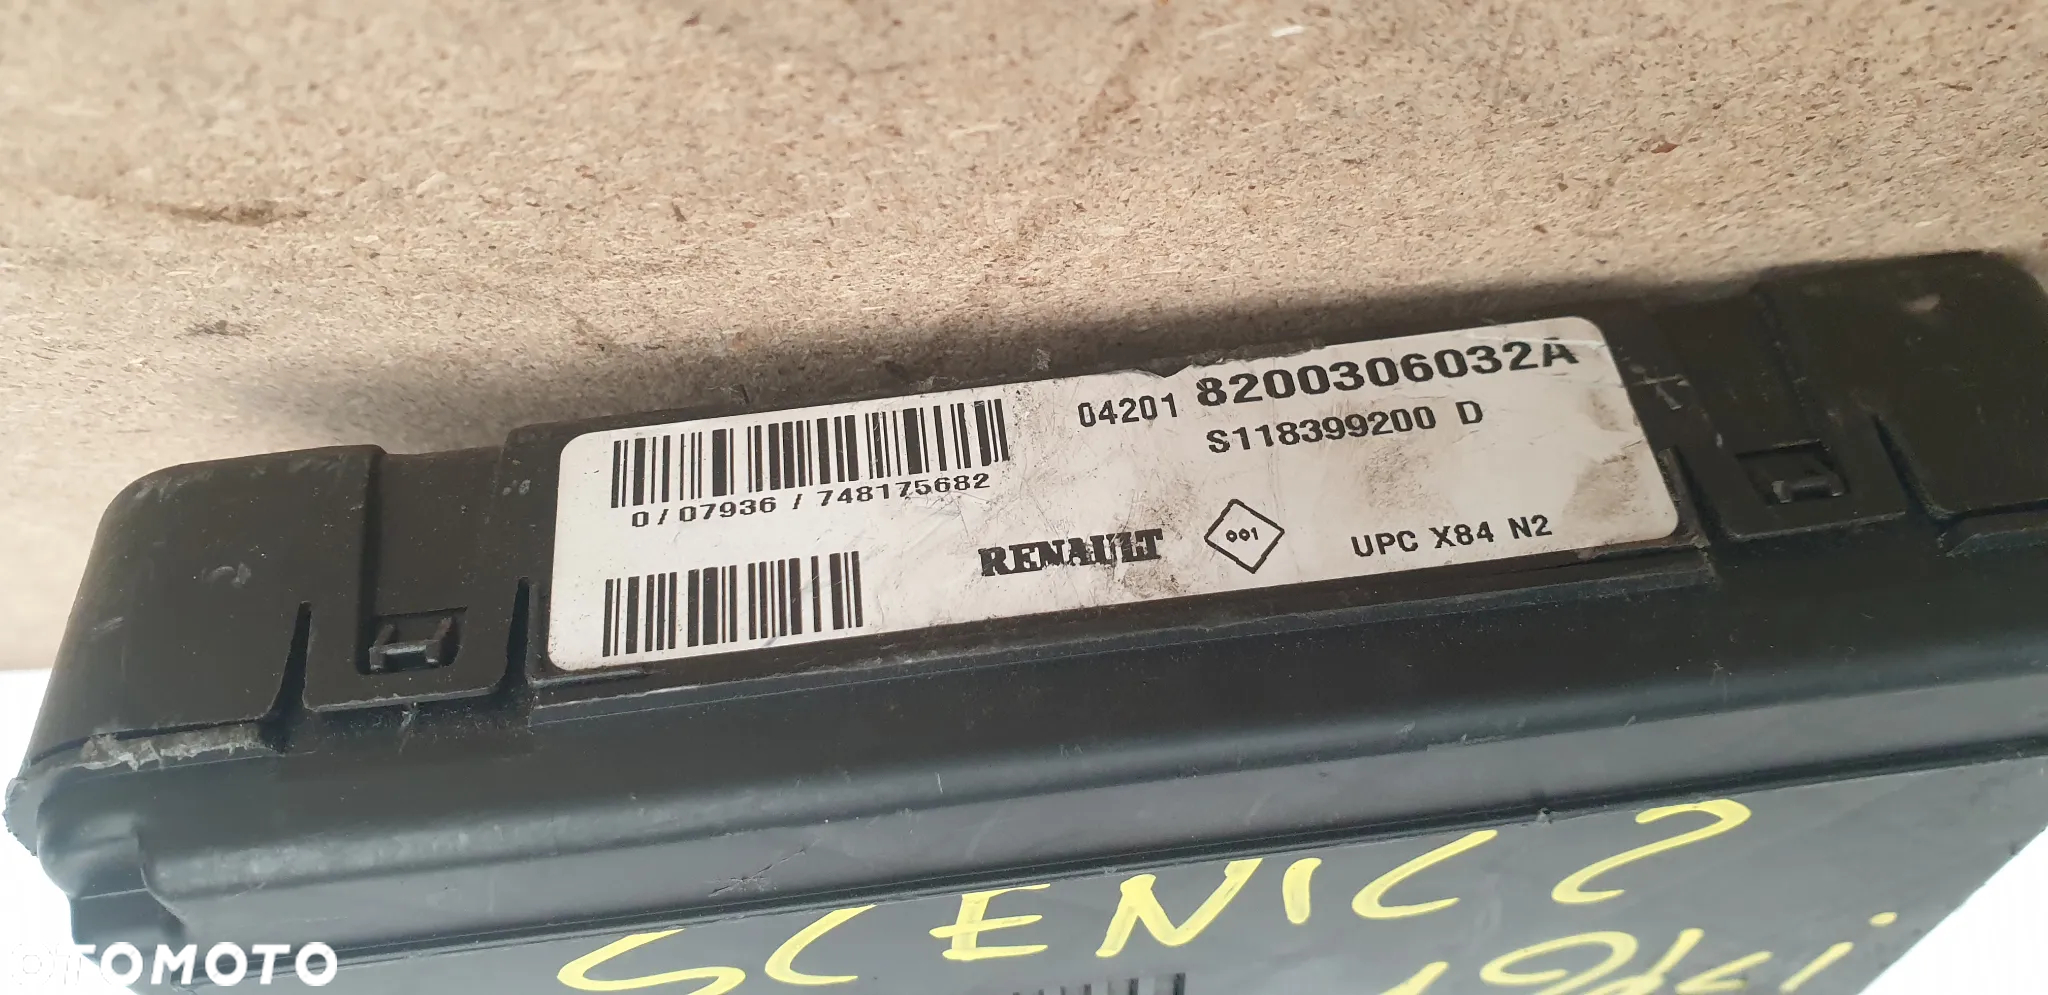 04201 8200306032A
S118399200 D
0/07936/748175682
RENAULT 001 UPC X84 N2
SCENIC 2
OTOMOTO